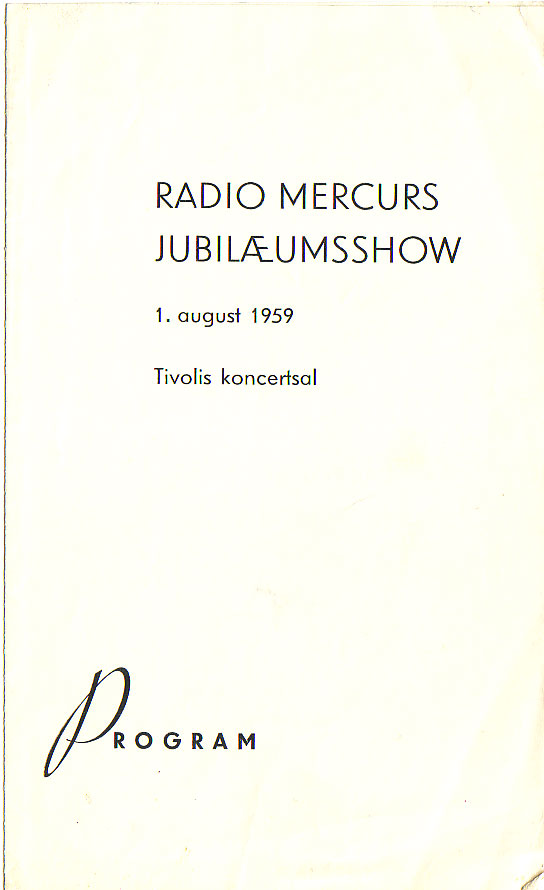 RADIO MERCURS
JUBILÆUMSSHOW
1. august 1959
Tivolis koncertsal
PROGRAM